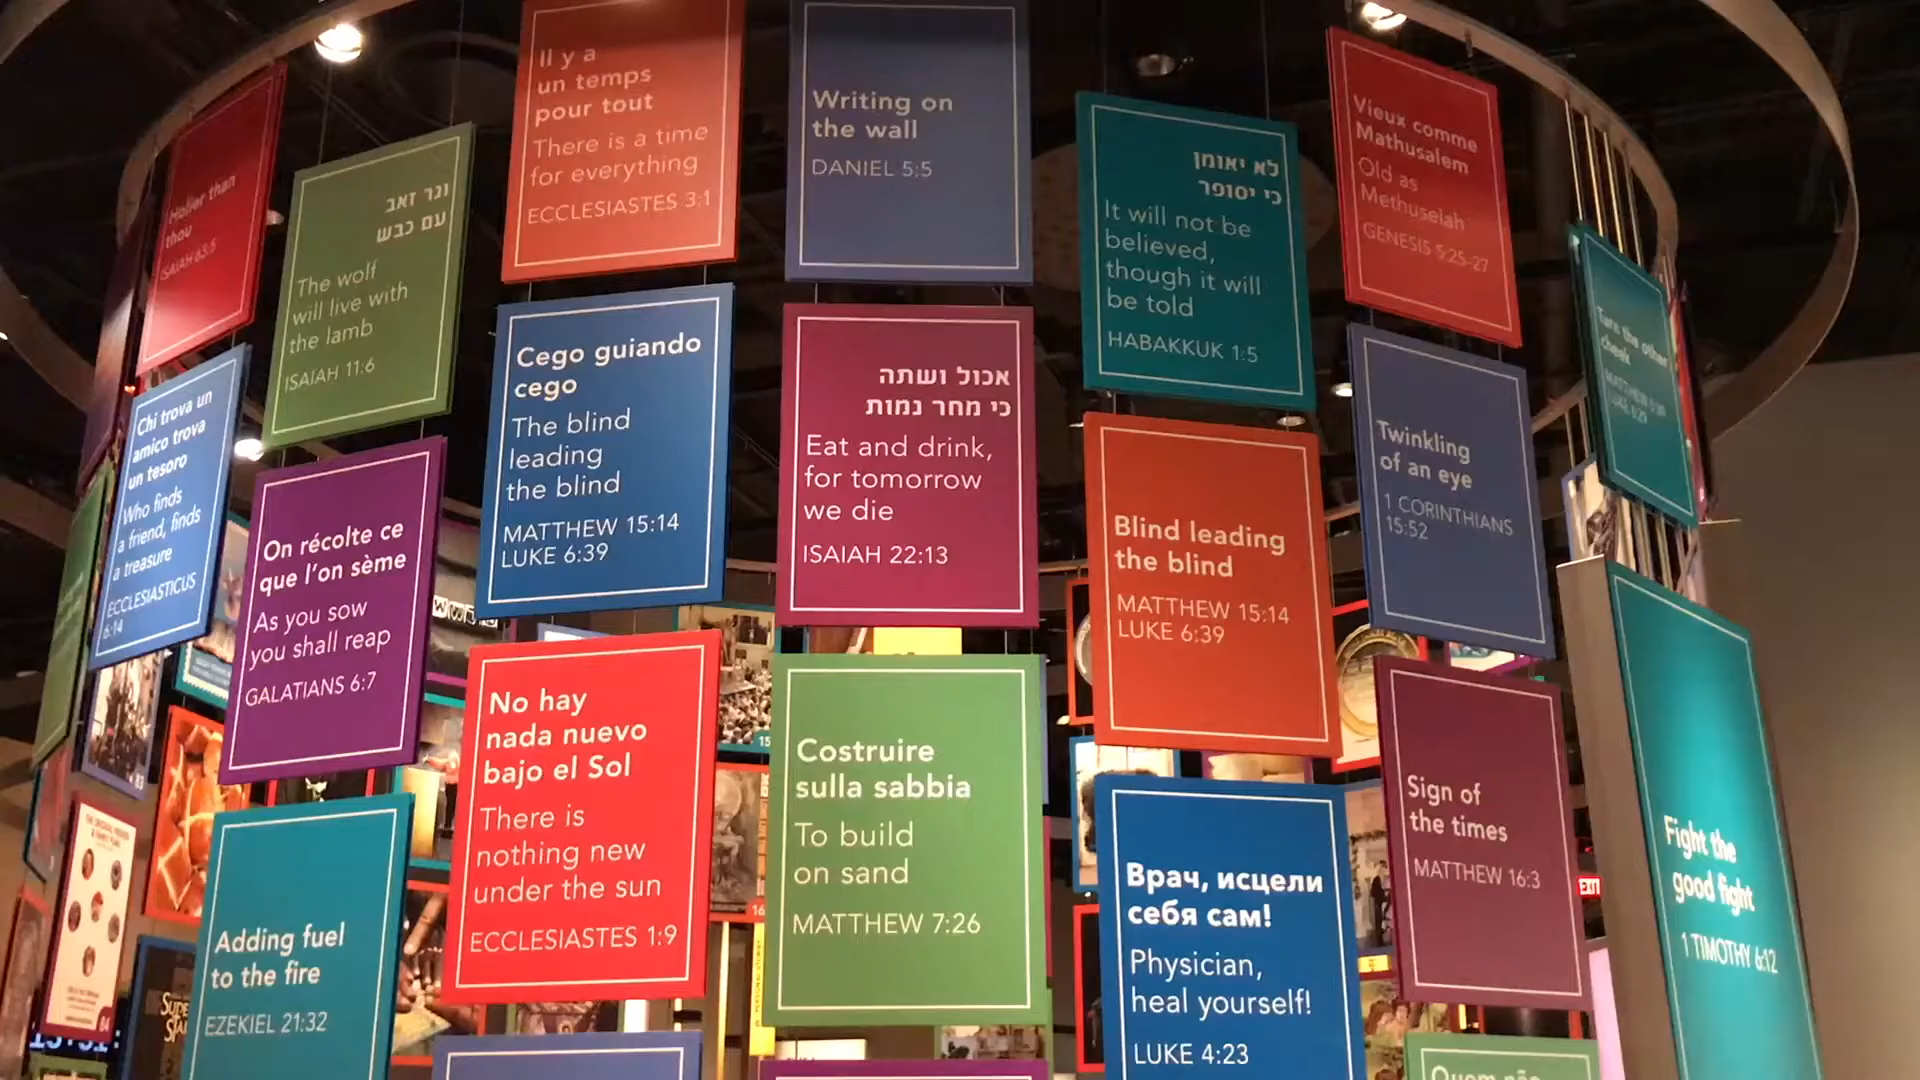 Holier than
thou
ISAIAH 65:5
וגר זאב
עם כבש
The wolf
will live with
the lamb
ISAIAH 11:6
Il y a
un temps
pour tout
There is a time
for everything
ECCLESIASTES 3:1
Writing on
the wall
DANIEL 5:5
לא יאומן
כי יסופר
It will not be
believed,
though it will
be told
HABAKKUK 1:5
Vieux comme
Mathusalem
Old as
Methuselah
GENESIS 5:25-27
Turn the other
cheek
Chi trova un
amico trova
un tesoro
Who finds
a friend, finds
a treasure
ECCLESIASTICUS
6:14
On récolte ce
que l'on sème
As you sow
you shall reap
GALATIANS 6:7
Cego guiando
cego
The blind
leading
the blind
MATTHEW 15:14
LUKE 6:39
אכול ושתה
כי מחר נמות
Eat and drink,
for tomorrow
we die
ISAIAH 22:13
Blind leading
the blind
MATTHEW 15:14
LUKE 6:39
Twinkling
of an eye
1 CORINTHIANS
15:52
Adding fuel
to the fire
EZEKIEL 21:32
No hay
nada nuevo
bajo el Sol
There is
nothing new
under the sun
ECCLESIASTES 1:9
Costruire
sulla sabbia
To build
on sand
MATTHEW 7:26
Врач, исцели
себя сам!
Physician,
heal yourself!
LUKE 4:23
Sign of
the times
MATTHEW 16:3
EXIT
Fight the
good fight
1 TIMOTHY 6:12